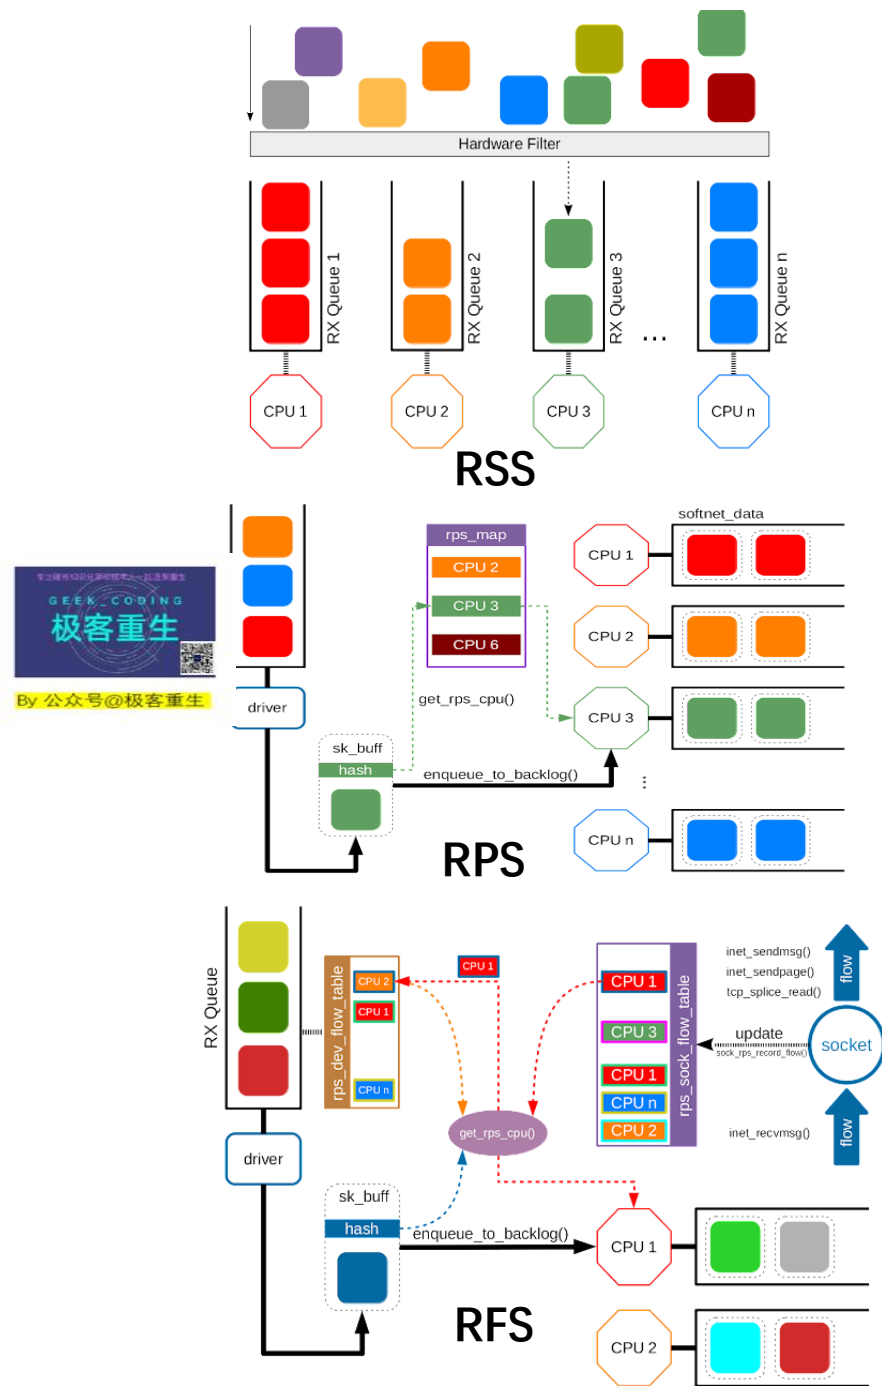 Hardware Filter
RX Queue 1
RX Queue 2
RX Queue 3
...
RX Queue n
CPU 1
CPU 2
CPU 3
CPU n
RSS
softnet_data
rps_map
CPU 1
CPU 2
CPU 3
CPU 2
GEEK_CODING
极客重生
CPU 6
By 公众号@极客重生
driver
get_rps_cpu()
CPU 3
sk_buff
hash
enqueue_to_backlog()
...
CPU n
RPS
RX Queue
rps_dev_flow_table
CPU 2
CPU 1
CPU n
CPU 1
CPU 1
CPU 3
CPU 1
CPU n
CPU 2
rps_sock_flow_table
inet_sendmsg()
inet_sendpage()
tcp_splice_read()
flow
update
sock_rps_record_flow()
socket
get_rps_cpu()
inet_recvmsg()
flow
driver
sk_buff
hash
enqueue_to_backlog()
CPU 1
RFS
CPU 2